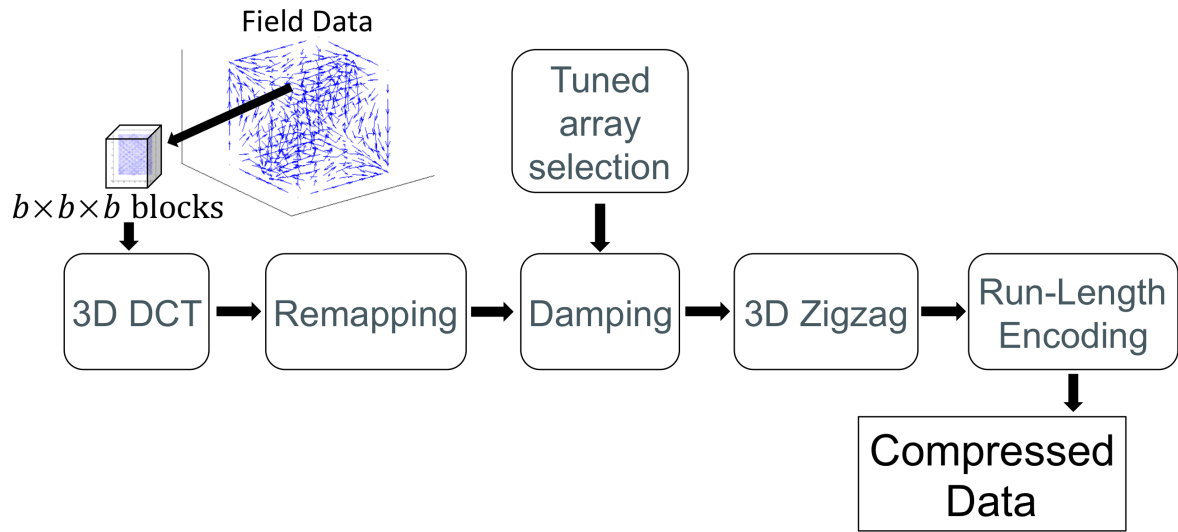 Field Data
b×b×b blocks
Tuned
array
selection
3D DCT
Remapping
Damping
3D Zigzag
Run-Length
Encoding
Compressed
Data